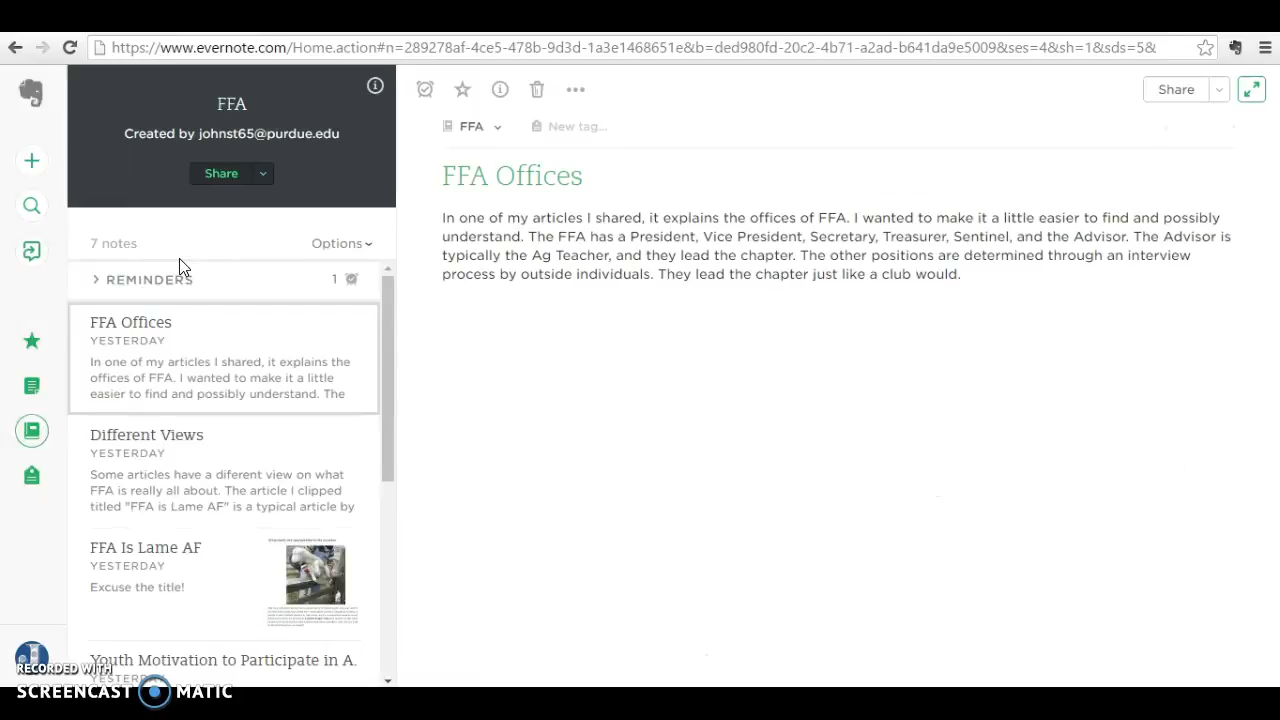 https://www.evernote.com/Home.action#n=289278af-4ce5-478b-9d3d-1a3e1468651e&b=ded980fd-20c2-4b71-a2ad-b641da9e5009&ses=4&sh=1&sds=5&
FFA
Created by johnst65@purdue.edu
Share
7 notes
Options
REMINDERS
1
FFA Offices
YESTERDAY
In one of my articles I shared, it explains the
offices of FFA. I wanted to make it a little
easier to find and possibly understand. The
Different Views
YESTERDAY
Some articles have a diferent view on what
FFA is really all about. The article I clipped
titled "FFA is Lame AF" is a typical article by
FFA Is Lame AF
YESTERDAY
Excuse the title!
Youth Motivation to Participate in A.
YESTERDAY
Share
FFA
New tag...
FFA Offices
In one of my articles I shared, it explains the offices of FFA. I wanted to make it a little easier to find and possibly
understand. The FFA has a President, Vice President, Secretary, Treasurer, Sentinel, and the Advisor. The Advisor is
typically the Ag Teacher, and they lead the chapter. The other positions are determined through an interview
process by outside individuals. They lead the chapter just like a club would.
RECORDED WITH
SCREENCAST MATIC